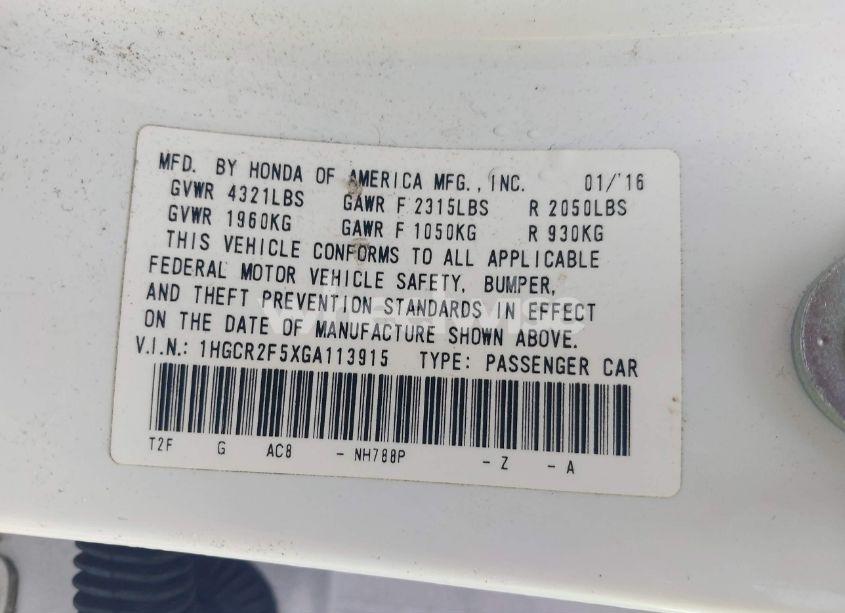 MFD. BY HONDA OF AMERICA MFG., INC. 01/'16
GVWR 4321LBS GAWR F 2315LBS R 2050LBS
GVWR 1960KG GAWR F 1050KG R 930KG
THIS VEHICLE CONFORMS TO ALL APPLICABLE
FEDERAL MOTOR VEHICLE SAFETY, BUMPER,
AND THEFT PREVENTION STANDARDS IN EFFECT
ON THE DATE OF MANUFACTURE SHOWN ABOVE.
V.I.N.: 1HGCR2F5XGA113915 TYPE: PASSENGER CAR
T2F G AC8 - NH788P - Z - A